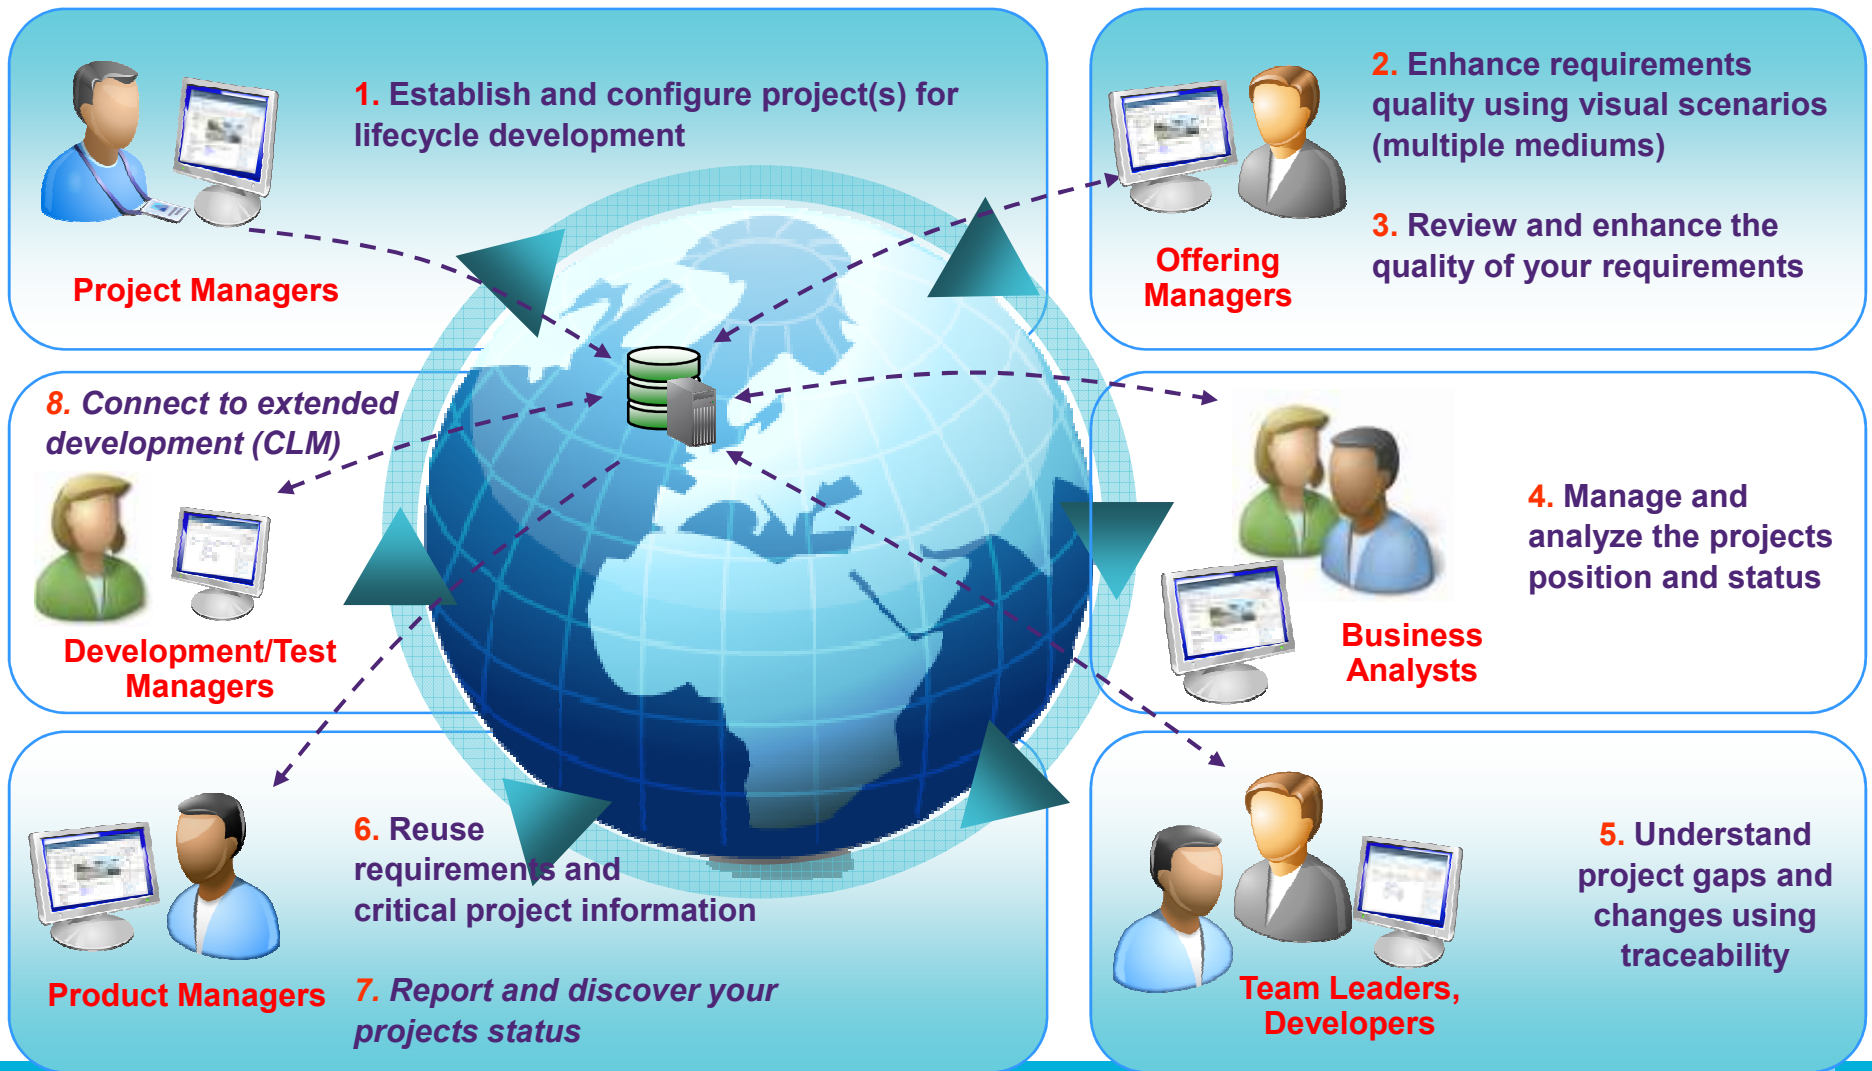 1. Establish and configure project(s) for
lifecycle development
Project Managers
2. Enhance requirements
quality using visual scenarios
(multiple mediums)
3. Review and enhance the
quality of your requirements
Offering
Managers
4. Manage and
analyze the projects
position and status
Business
Analysts
5. Understand
project gaps and
changes using
traceability
Team Leaders,
Developers
6. Reuse
requirements and
critical project information
7. Report and discover your
projects status
Product Managers
8. Connect to extended
development (CLM)
Development/Test
Managers